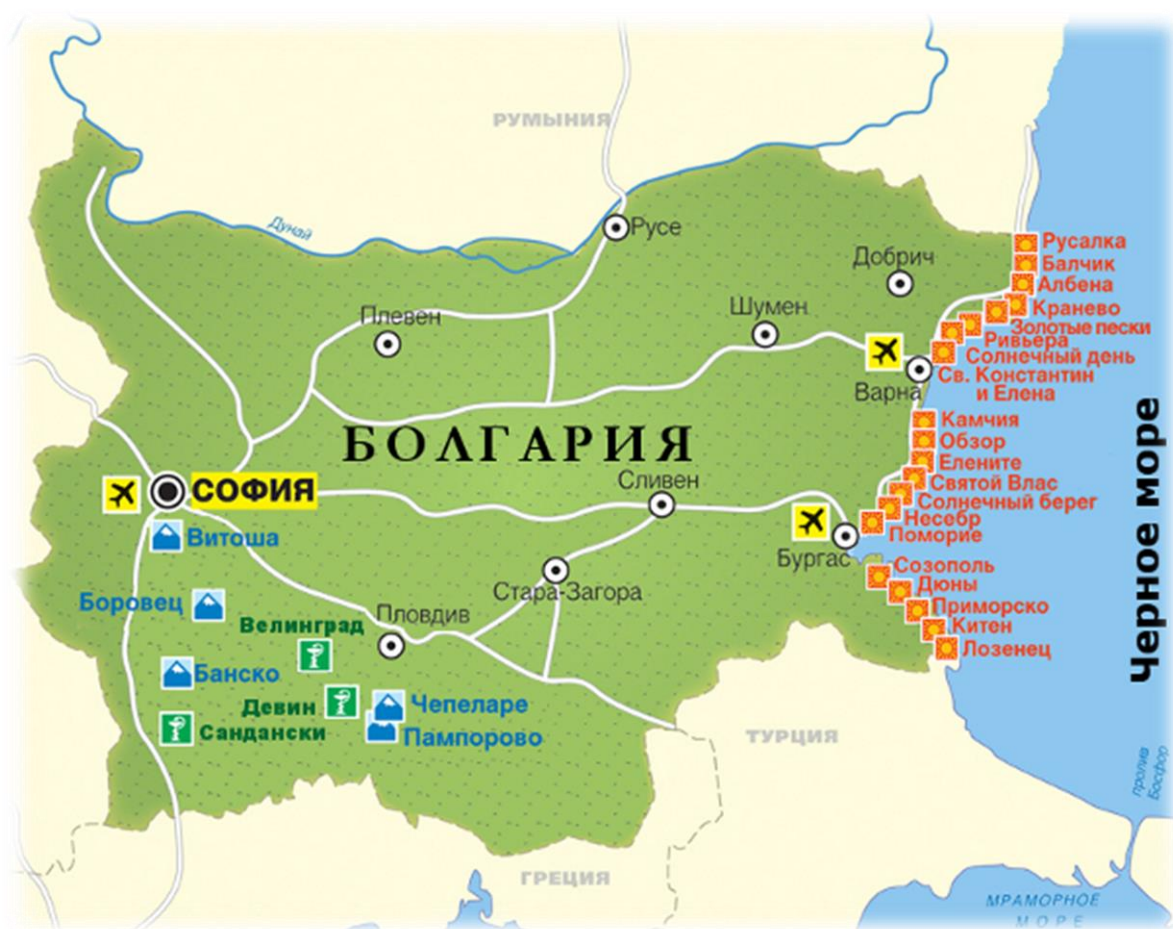 РУМЫНИЯ
Дунай
Русе
Добрич
Плевен
Шумен
Варна
Русалка
Балчик
Албена
Кранево
Золотые пески
Ривьера
Солнечный день
Св. Константин
и Елена
БОЛГАРИЯ
Камчия
Обзор
Елените
Святой Влас
Солнечный берег
Несебр
Поморие
Черное море
СОФИЯ
Сливен
Бургас
Витоша
Стара-Загора
Созополь
Дюны
Приморско
Китен
Лозенец
Боровец
Пловдив
Велинград
Банско
Девин
Чепеларе
Сандански
Пампорово
ТУРЦИЯ
пролив
Босфор
ГРЕЦИЯ
МРАМОРНОЕ
МОРЕ